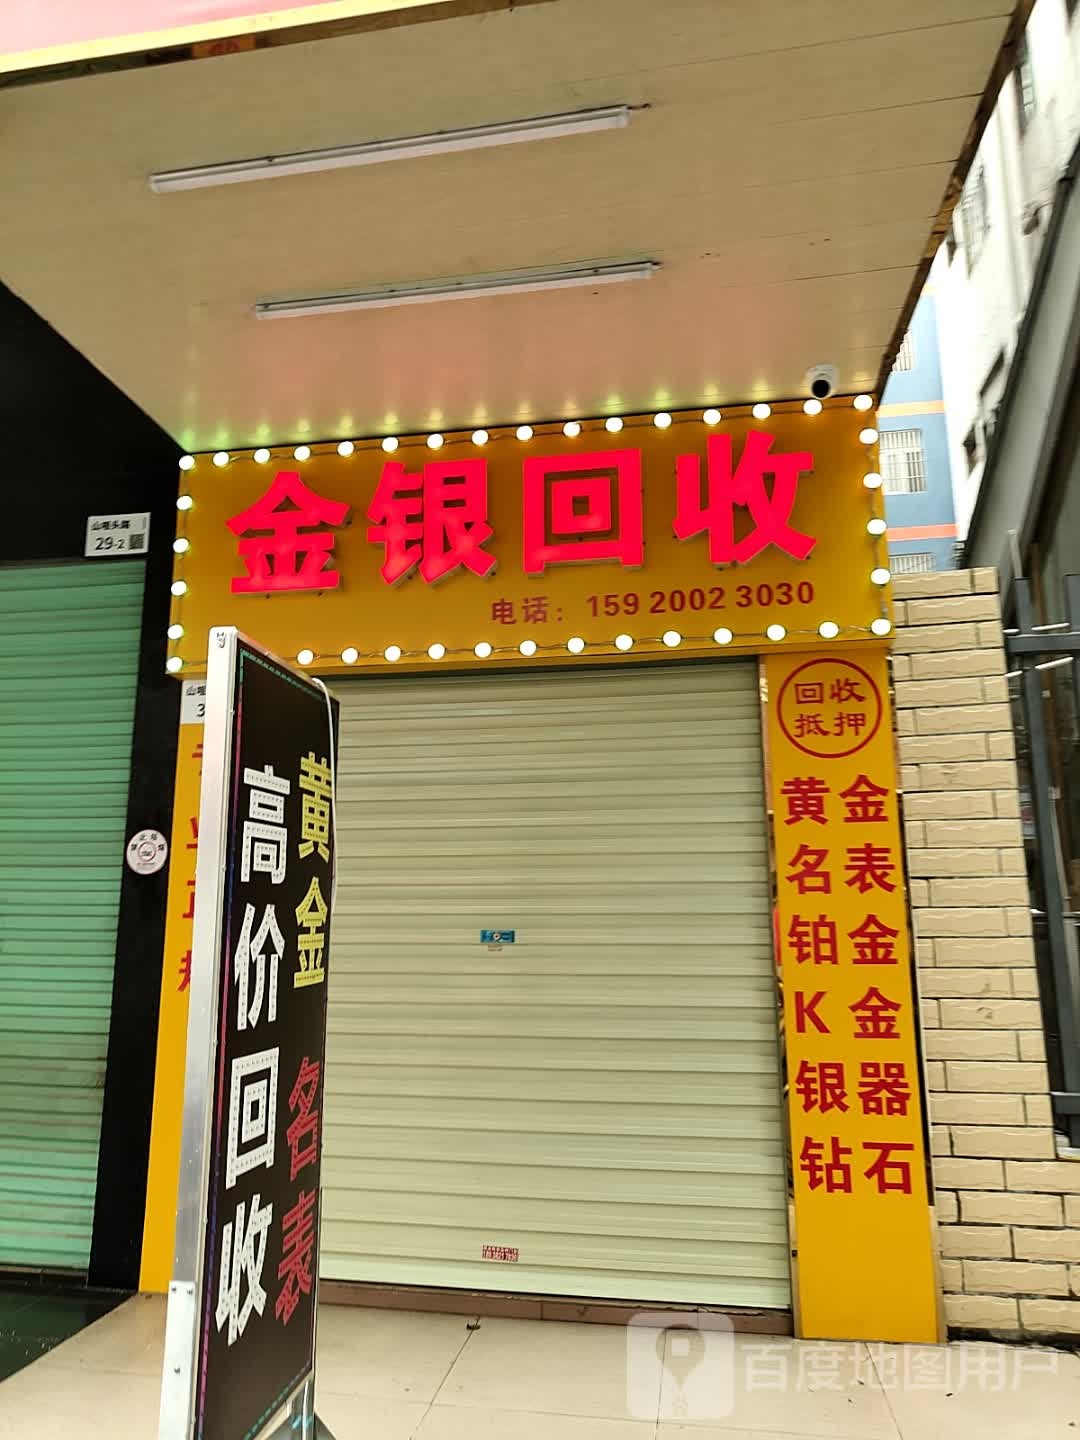 金银回收
电话：159 2002 3030
29-2
回收
抵押
黄金
名表
铂金
K金
银器
钻石
黄金 名表
高价回收
百度地图用户